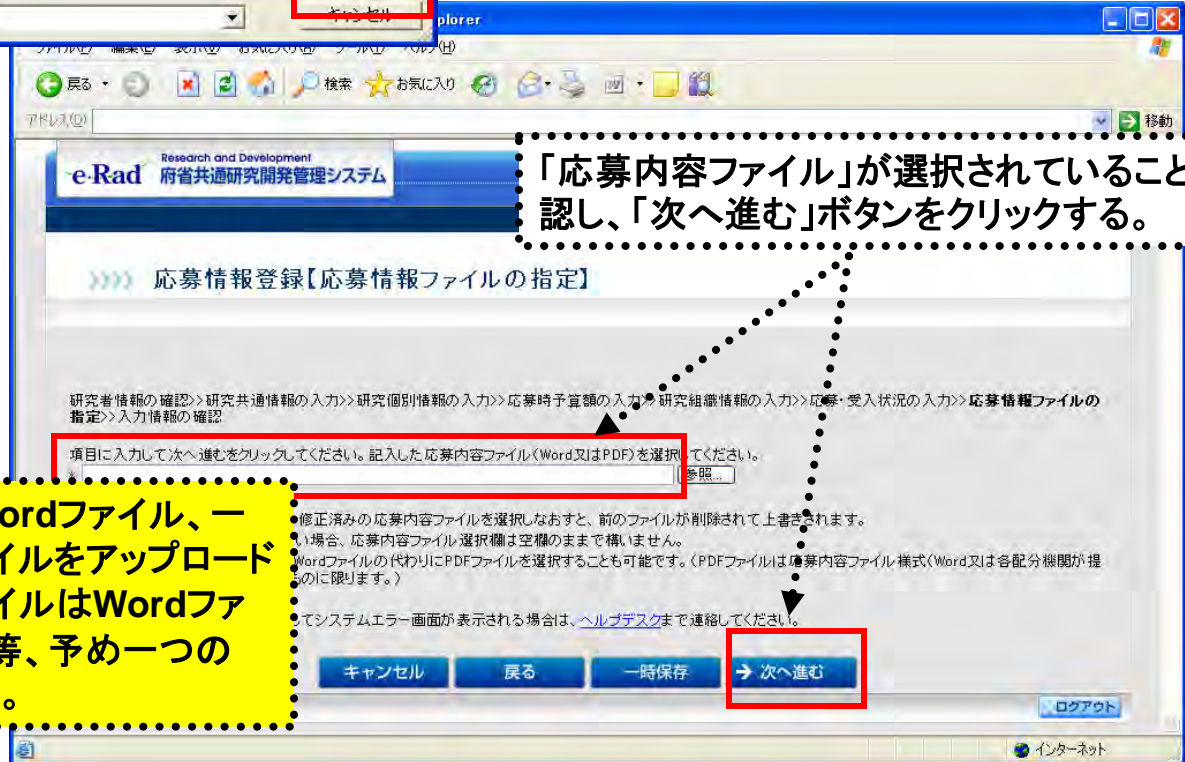 キャンセル
plorer
ファイル(F) 編集(E) 表示(V) お気に入り(A) ツール(T) ヘルプ(H)
戻る 検索 お気に入り
アドレス(D) 移動
e-Rad Research and Development
府省共通研究開発管理システム
「応募内容ファイル」が選択されていること
認し、「次へ進む」ボタンをクリックする。
>>>> 応募情報登録【応募情報ファイルの指定】
研究者情報の確認>>研究共通情報の入力>>研究個別情報の入力>>応募時予算額の入力>>研究組織情報の入力>>応募・受入状況の入力>>応募情報ファイルの
指定>>入力情報の確認
項目に入力して次へ進むをクリックしてください。記入した応募内容ファイル(Word又はPDF)を選択してください。
* 参照...
修正済みの応募内容ファイルを選択しなおすと、前のファイルが削除されて上書きされます。
い場合、応募内容ファイル選択欄は空欄のままで構いません。
Wordファイルの代わりにPDFファイルを選択することも可能です。(PDFファイルは応募内容ファイル様式(Word又は各配分機関が提
ものに限ります。)
てシステムエラー画面が表示される場合は、ヘルプデスクまで連絡してください。
ordファイル、一
イルをアップロード
イルはWordファ
等、予め一つの
。
キャンセル 戻る 一時保存 → 次へ進む
ログアウト
インターネット